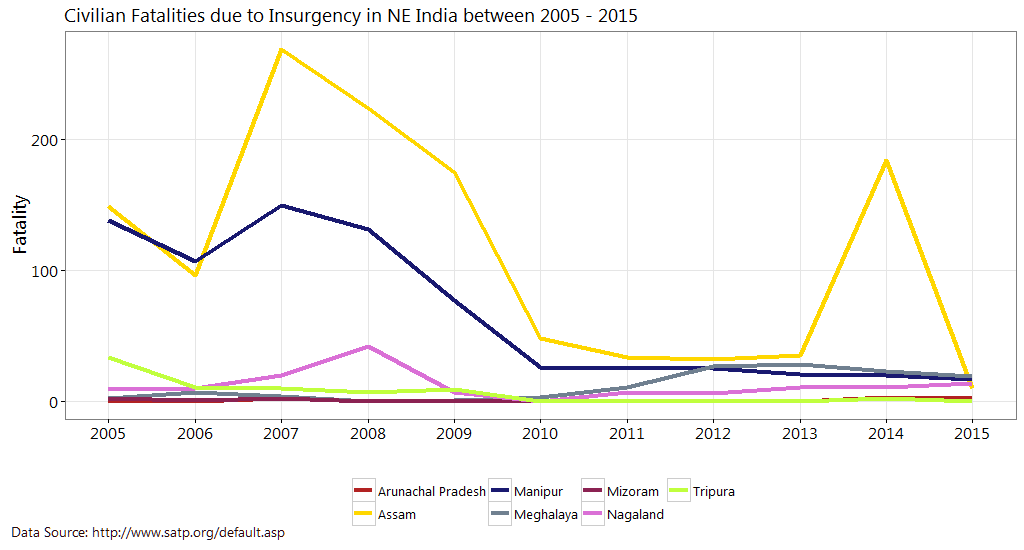 Civilian Fatalities due to Insurgency in NE India between 2005 - 2015
Fatality
200
100
0
2005 2006 2007 2008 2009 2010 2011 2012 2013 2014 2015
Arunachal Pradesh Manipur Mizoram Tripura
Assam Meghalaya Nagaland
Data Source: http://www.satp.org/default.asp